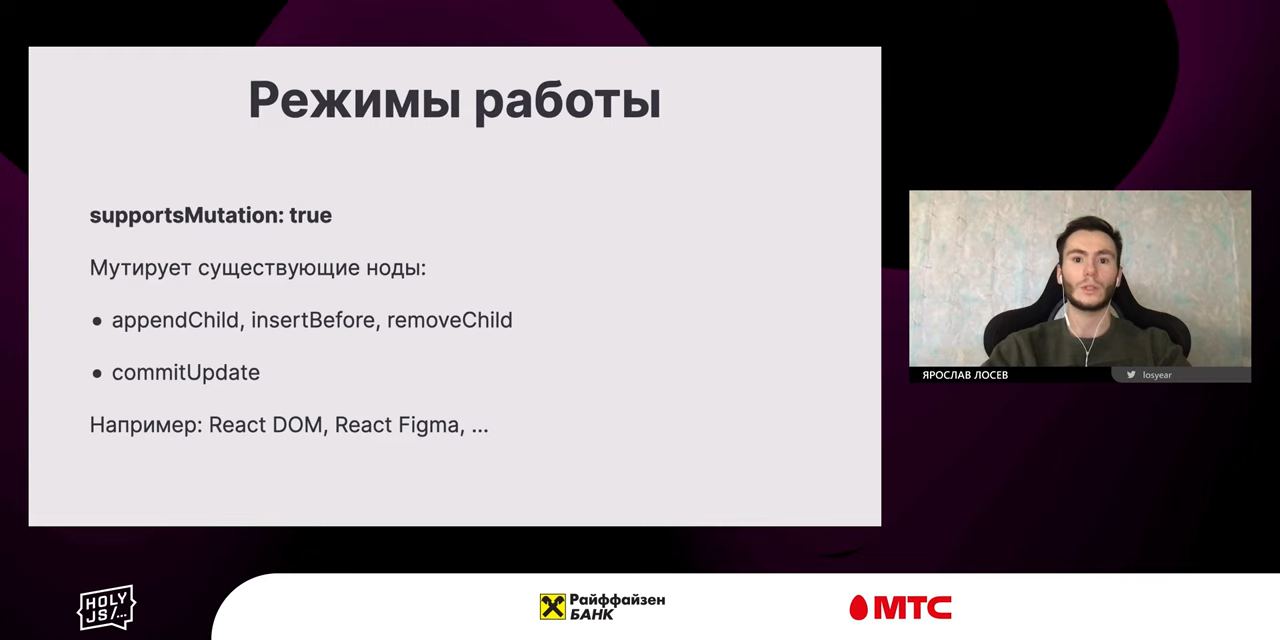 Режимы работы
supportsMutation: true
Мутирует существующие ноды:
• appendChild, insertBefore, removeChild
• commitUpdate
Например: React DOM, React Figma, ...
ЯРОСЛАВ ЛОСЕВ
losyear
HOLY
JS/...
Райффайзен
БАНК
МТС